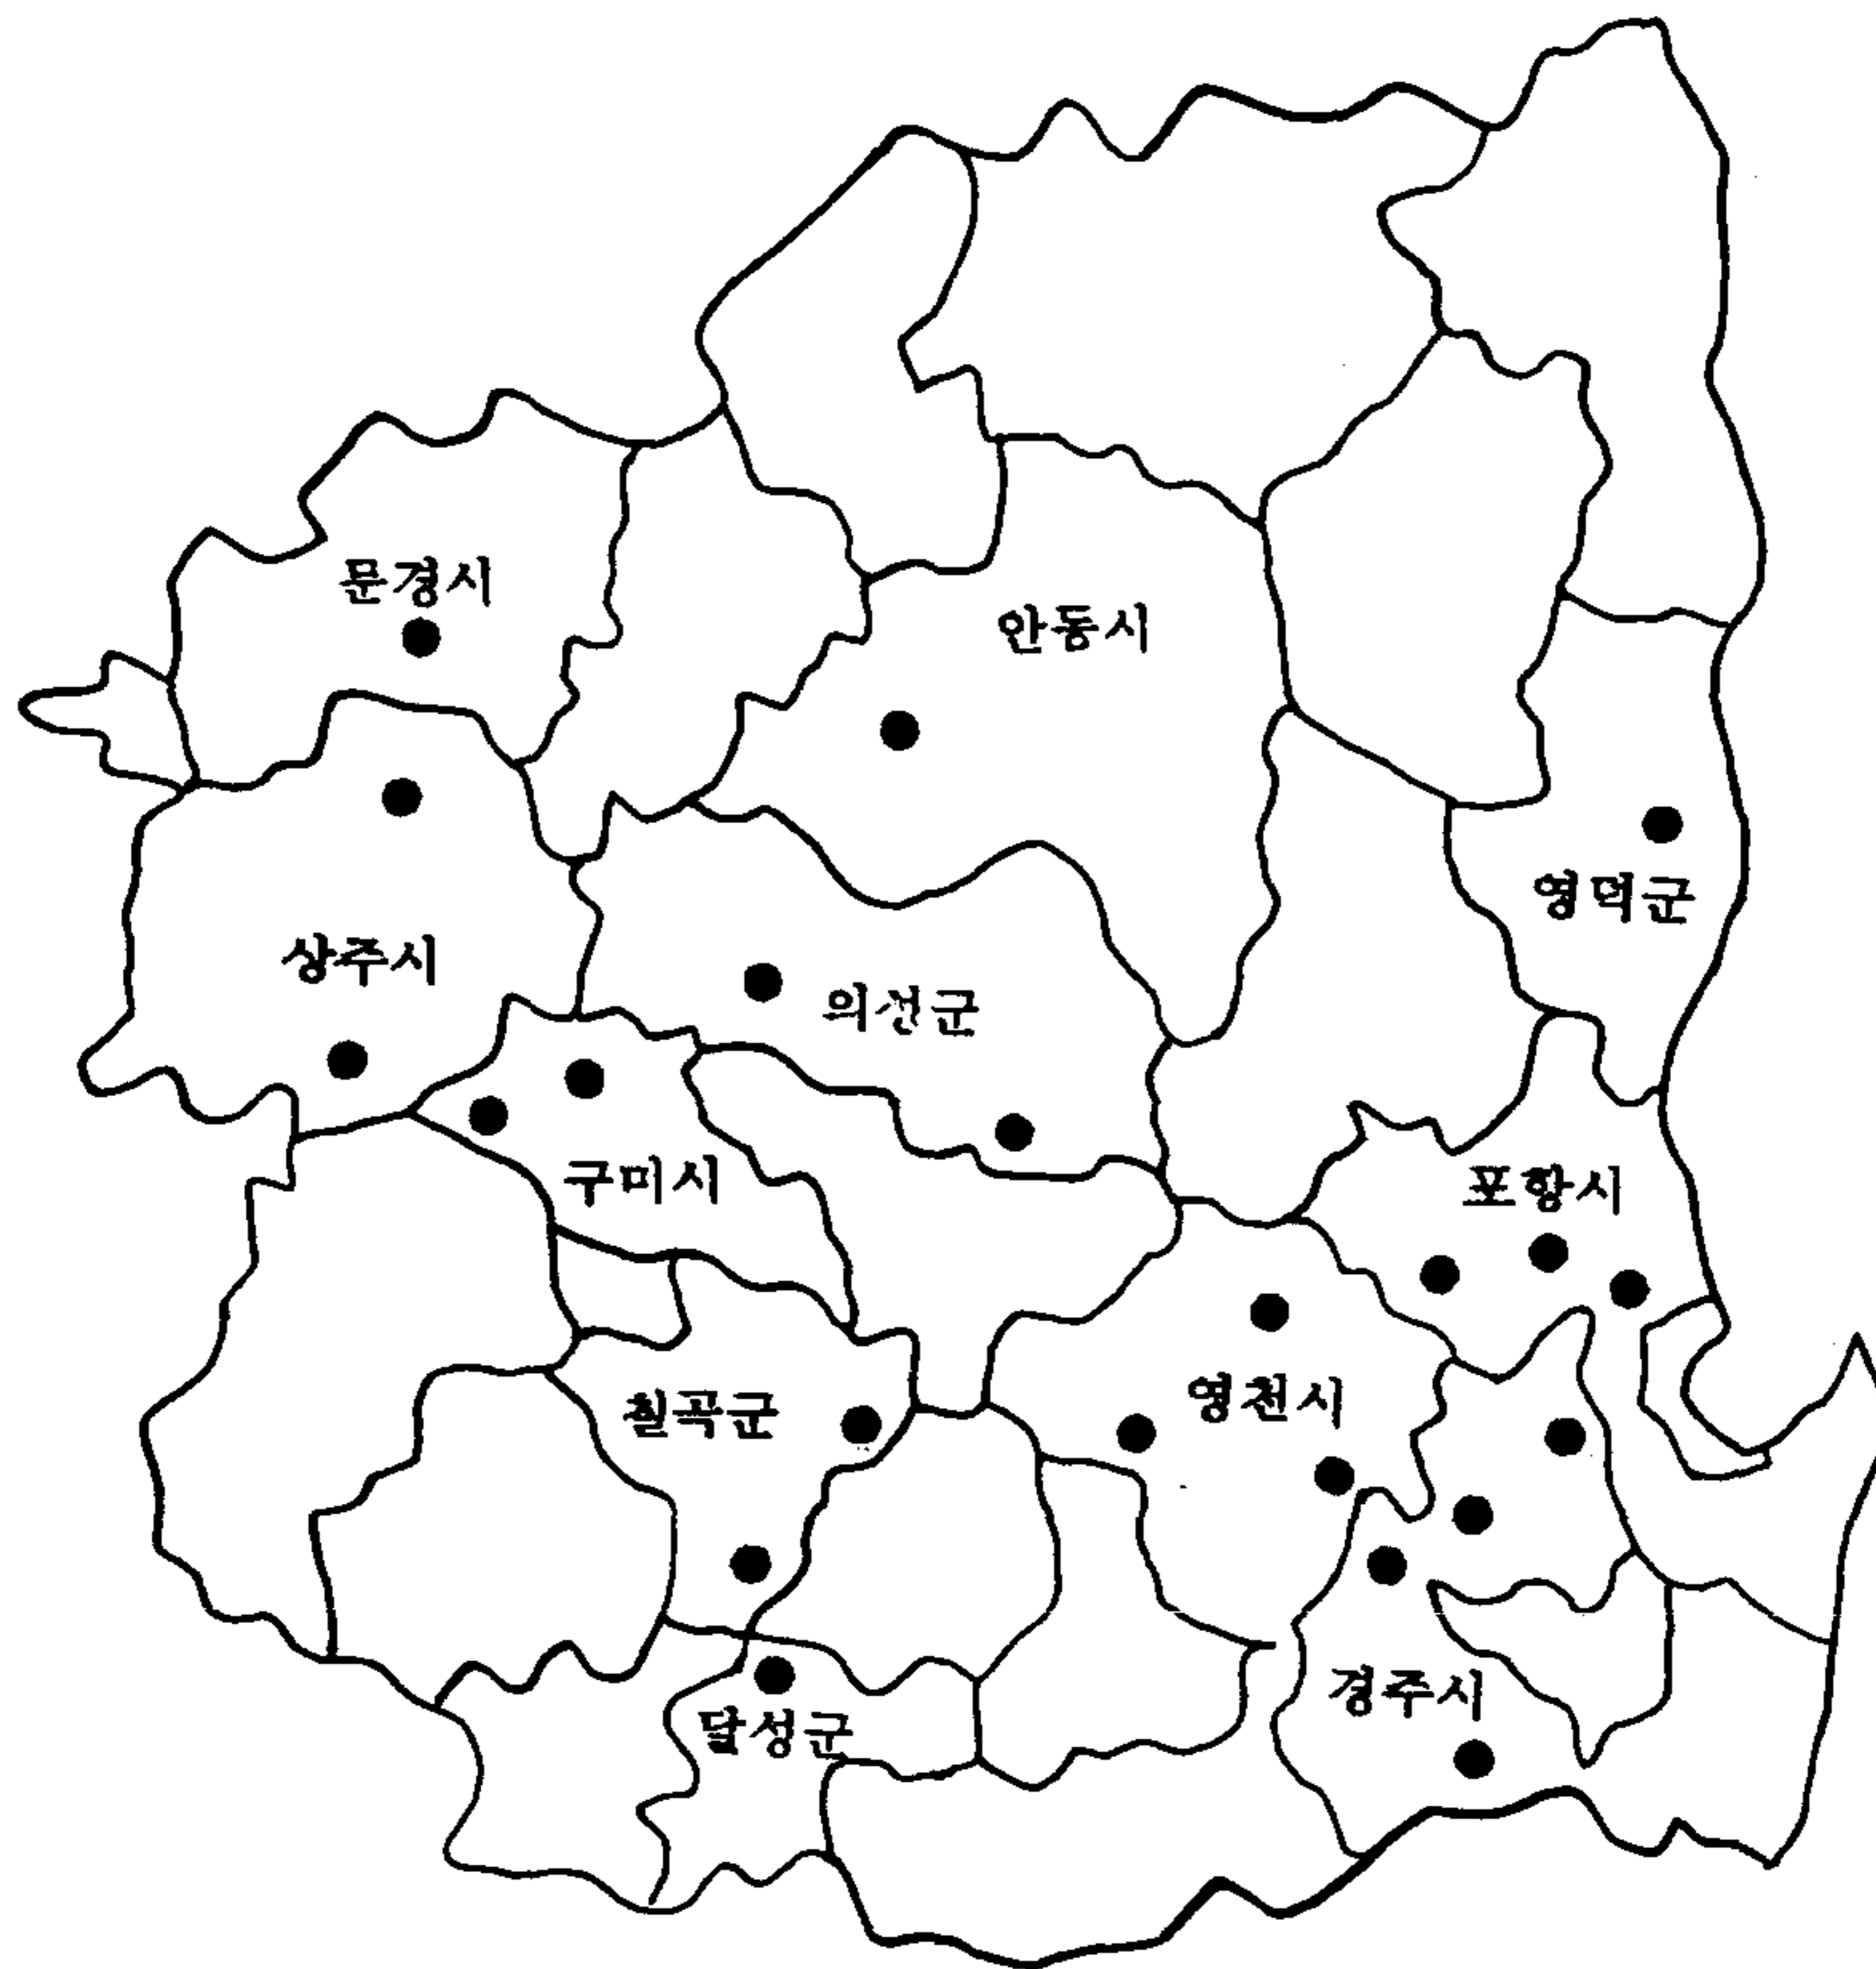 문경시
안동시
영덕군
상주시
의성군
구미시
포항시
영천시
칠곡군
경주시
달성군